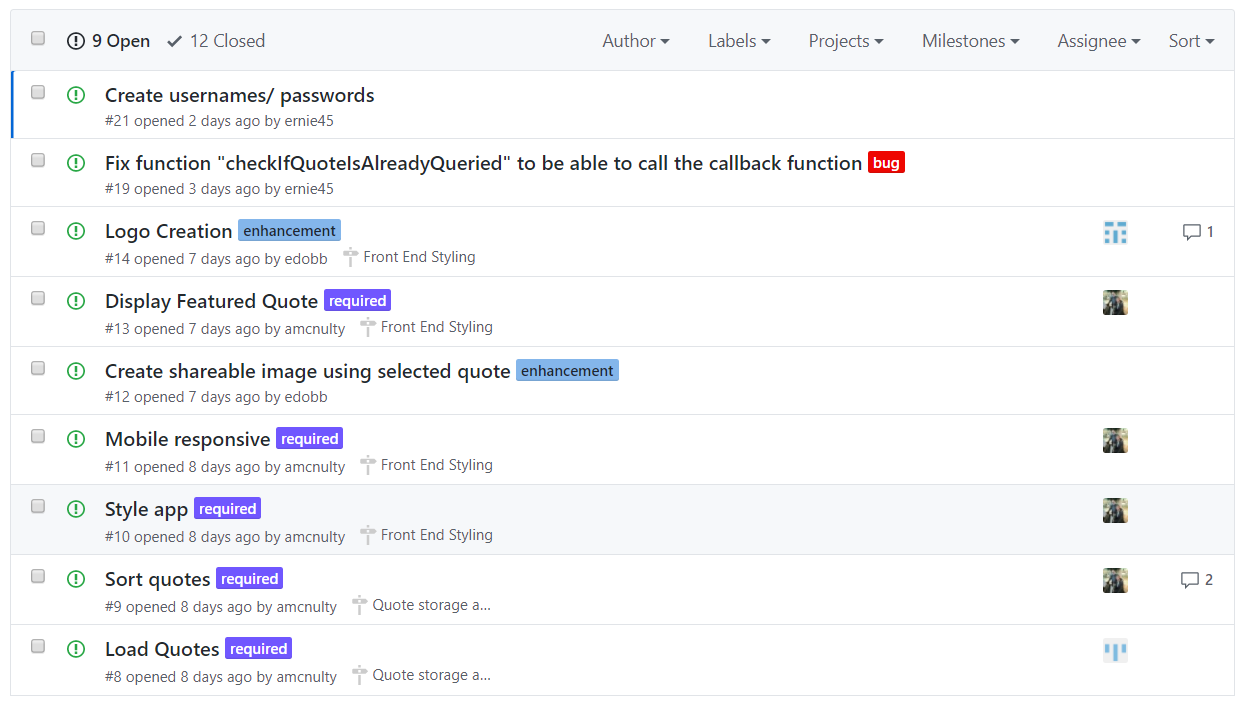 9 Open 12 Closed Author Labels Projects Milestones Assignee Sort
Create usernames/ passwords
#21 opened 2 days ago by ernie45
Fix function "checkIfQuoteIsAlreadyQueried" to be able to call the callback function bug
#19 opened 3 days ago by ernie45
Logo Creation enhancement 1
#14 opened 7 days ago by edobb Front End Styling
Display Featured Quote required
#13 opened 7 days ago by amcnulty Front End Styling
Create shareable image using selected quote enhancement
#12 opened 7 days ago by edobb
Mobile responsive required
#11 opened 8 days ago by amcnulty Front End Styling
Style app required
#10 opened 8 days ago by amcnulty Front End Styling
Sort quotes required 2
#9 opened 8 days ago by amcnulty Quote storage a...
Load Quotes required
#8 opened 8 days ago by amcnulty Quote storage a...